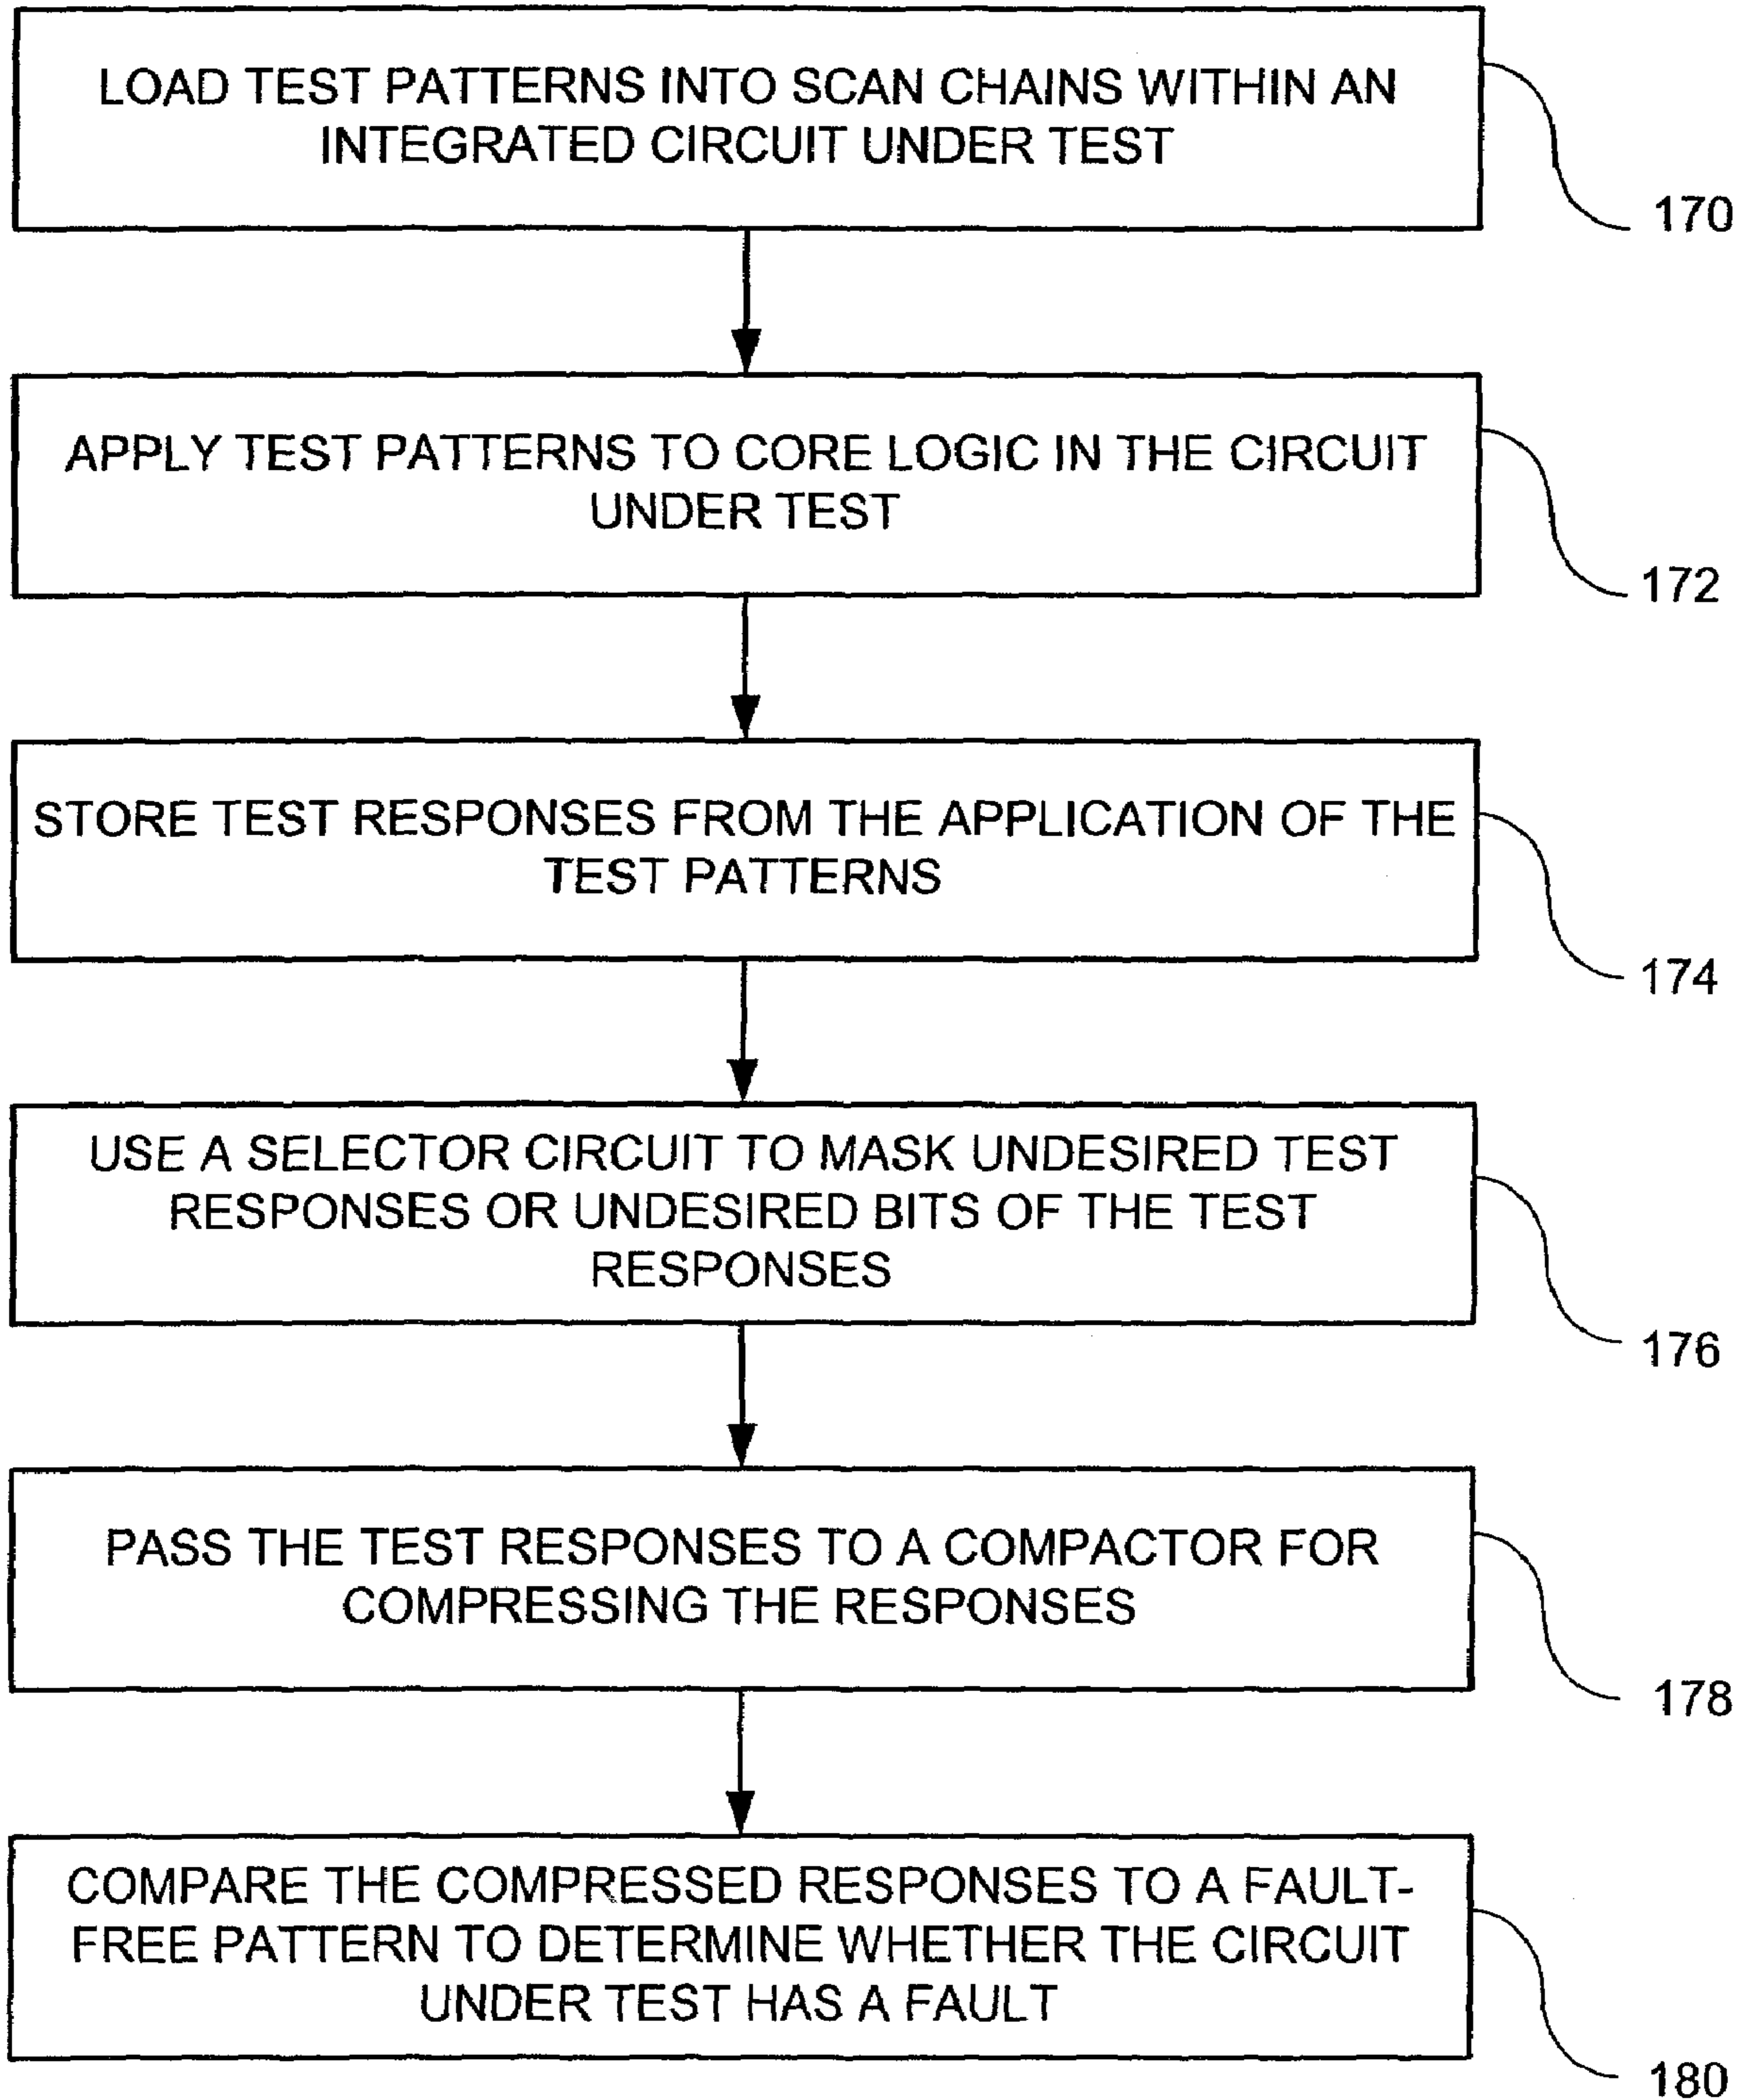 LOAD TEST PATTERNS INTO SCAN CHAINS WITHIN AN
INTEGRATED CIRCUIT UNDER TEST
170
APPLY TEST PATTERNS TO CORE LOGIC IN THE CIRCUIT
UNDER TEST
172
STORE TEST RESPONSES FROM THE APPLICATION OF THE
TEST PATTERNS
174
USE A SELECTOR CIRCUIT TO MASK UNDESIRED TEST
RESPONSES OR UNDESIRED BITS OF THE TEST
RESPONSES
176
PASS THE TEST RESPONSES TO A COMPACTOR FOR
COMPRESSING THE RESPONSES
178
COMPARE THE COMPRESSED RESPONSES TO A FAULT-
FREE PATTERN TO DETERMINE WHETHER THE CIRCUIT
UNDER TEST HAS A FAULT
180